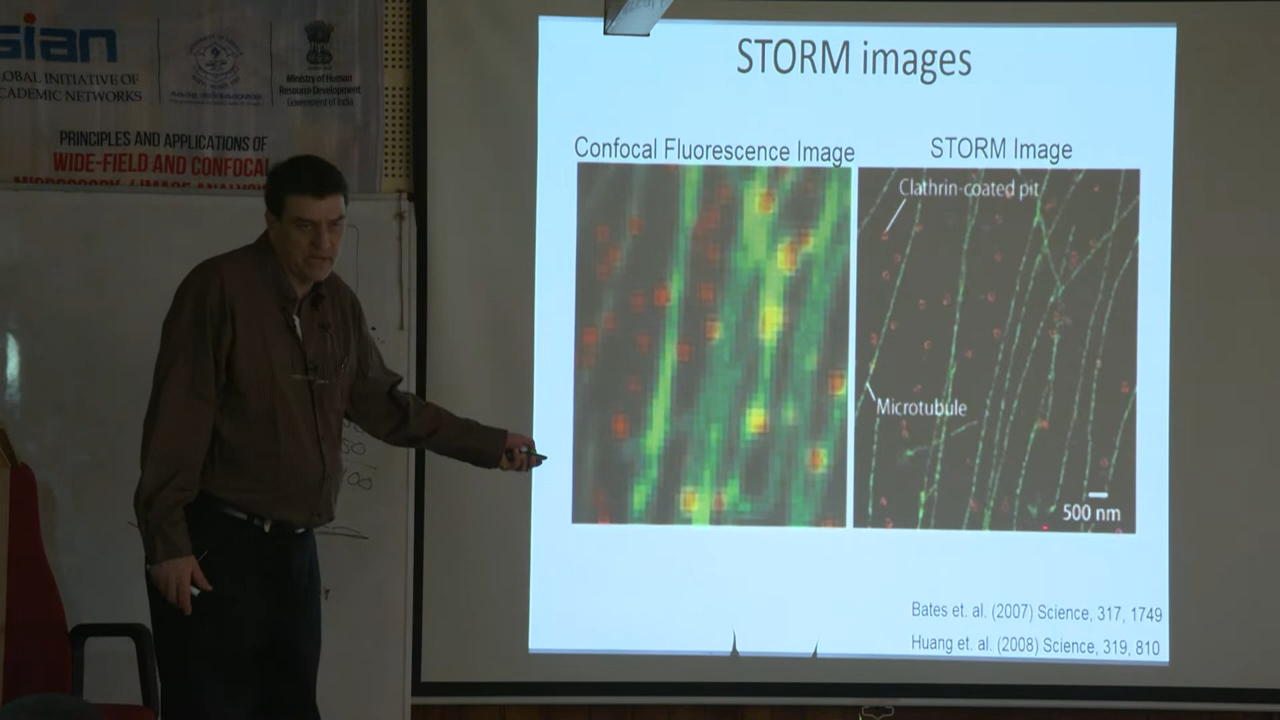 sian
OBAL INITIATIVE OF
CADEMIC NETWORKS
Ministry of Human
Resource Development
Government of India
PRINCIPLES AND APPLICATIONS OF
WIDE-FIELD AND CONFOCAL
STORM images
Confocal Fluorescence Image
STORM Image
Clathrin-coated pit
Microtubule
500 nm
Bates et. al. (2007) Science, 317, 1749
Huang et. al. (2008) Science, 319, 810